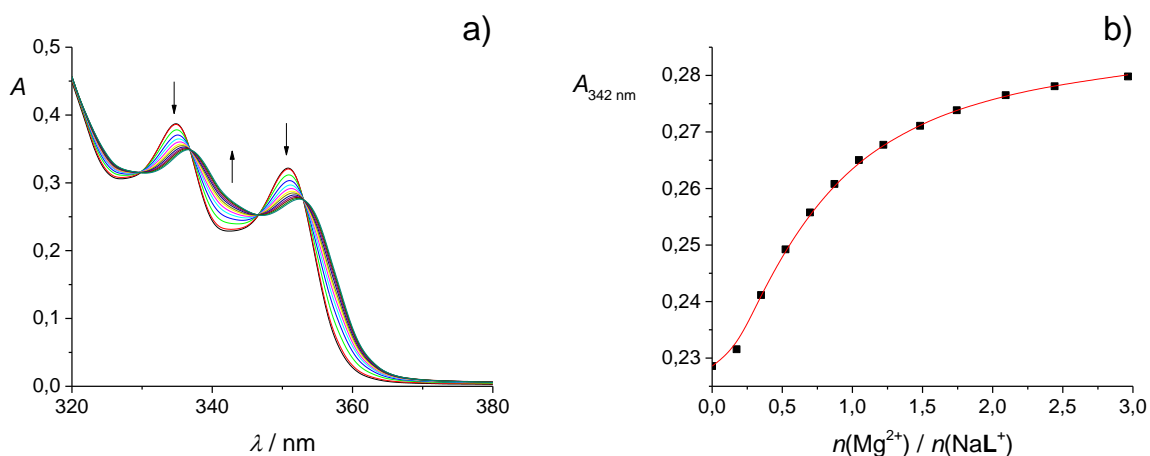 a)
0,5
A
0,4
0,3
0,2
0,1
0,0
320 340 360 380
λ / nm
b)
A342 nm
0,28
0,27
0,26
0,25
0,24
0,23
0,0 0,5 1,0 1,5 2,0 2,5 3,0
n(Mg²⁺) / n(NaL⁺)